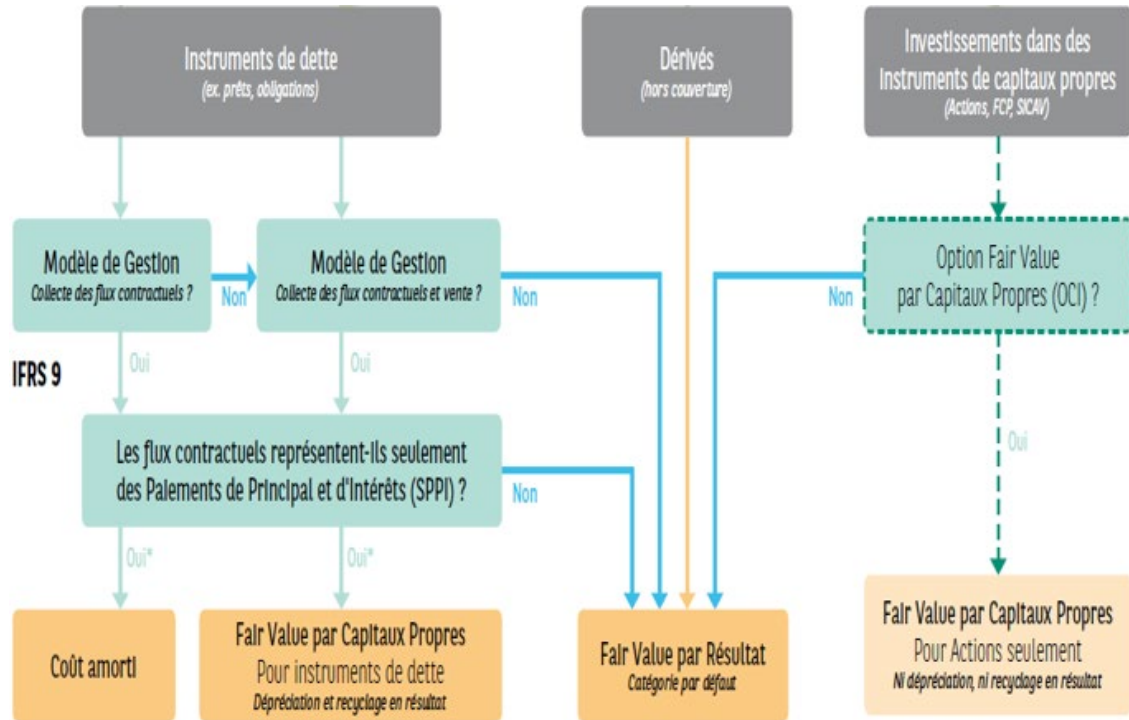 Instruments de dette
(ex. prêts, obligations)
Dérivés
(hors couverture)
Investissements dans des
Instruments de capitaux propres
(Actions, FCP, SICAV)
Modèle de Gestion
Collecte des flux contractuels ?
Non
Modèle de Gestion
Collecte des flux contractuels et vente ?
Non
Non
Option Fair Value
par Capitaux Propres (OCI) ?
Oui
Oui
IFRS 9
Les flux contractuels représentent-ils seulement
des Paiements de Principal et d'Intérêts (SPPI) ?
Non
Oui
Oui*
Oui*
Coût amorti
Fair Value par Capitaux Propres
Pour instruments de dette
Dépréciation et recyclage en résultat
Fair Value par Résultat
Catégorie par défaut
Fair Value par Capitaux Propres
Pour Actions seulement
Ni dépréciation, ni recyclage en résultat